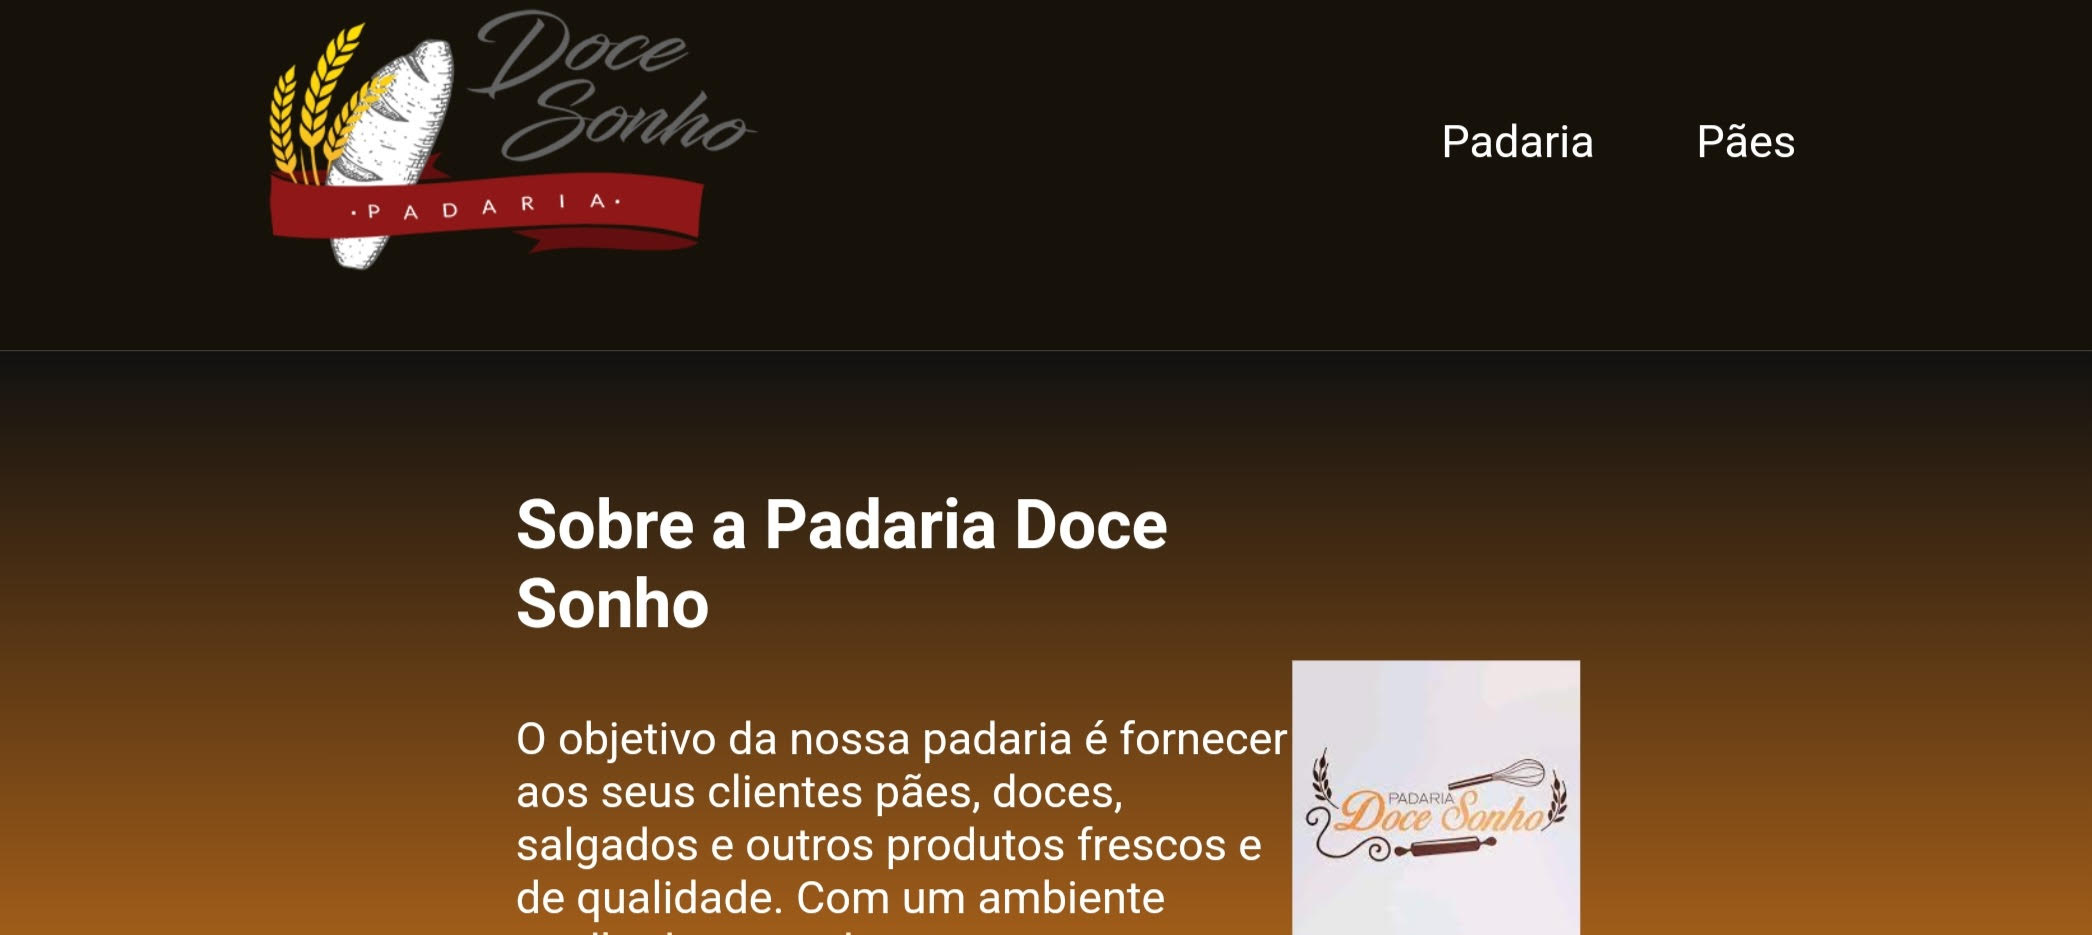 Doce
Sonho
·PADARIA·
Padaria Pães
Sobre a Padaria Doce
Sonho
O objetivo da nossa padaria é fornecer
aos seus clientes pães, doces,
salgados e outros produtos frescos e
de qualidade. Com um ambiente
PADARIA
Doce Sonho